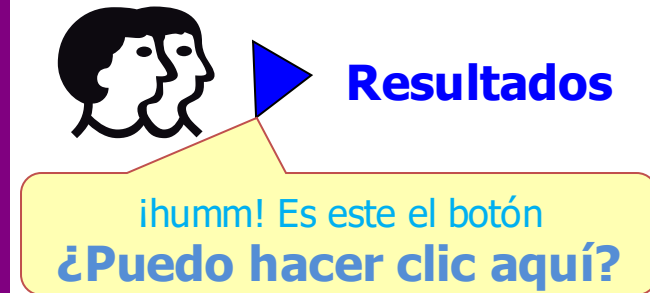 Resultados
¡humm! Es este el botón
¿Puedo hacer clic aquí?